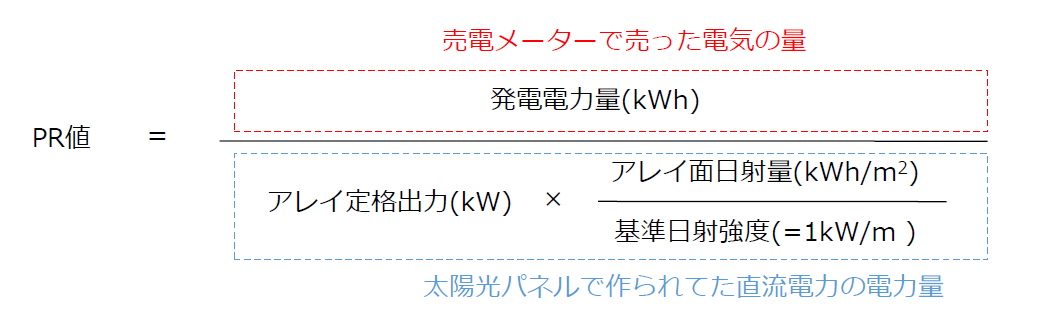 売電メーターで売った電気の量
発電電力量(kWh)
PR値 =
アレイ定格出力(kW) ×
アレイ面日射量(kWh/m²)
基準日射強度(=1kW/m )
太陽光パネルで作られてた直流電力の電力量